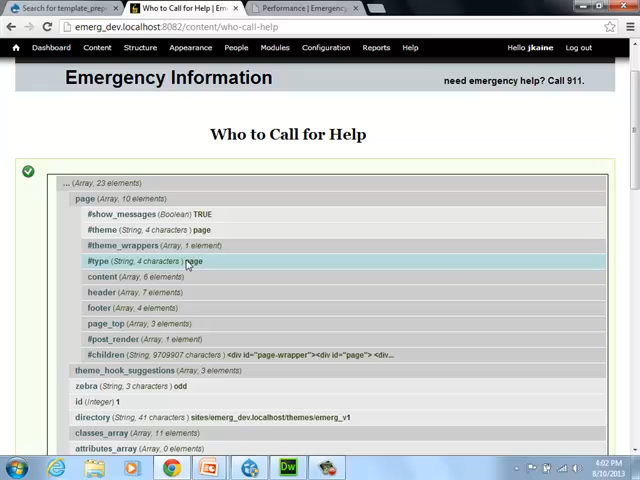 Search for template_prep
Who to Call for Help | Em
Performance | Emergency
emerg_dev.localhost:8082/content/who-call-help
Dashboard Content Structure Appearance People Modules Configuration Reports Help Hello jkaine Log out
Emergency Information need emergency help? Call 911.
Who to Call for Help
... (Array, 23 elements)
page (Array, 10 elements)
#show_messages (Boolean) TRUE
#theme (String, 4 characters ) page
#theme_wrappers (Array, 1 element)
#type (String, 4 characters ) page
content (Array, 6 elements)
header (Array, 7 elements)
footer (Array, 4 elements)
page_top (Array, 3 elements)
#post_render (Array, 1 element)
#children (String, 9709907 characters ) <div id="page-wrapper"><div id="page"> <div...
theme_hook_suggestions (Array, 3 elements)
zebra (String, 3 characters ) odd
id (Integer) 1
directory (String, 41 characters ) sites/emerg_dev.localhost/themes/emerg_v1
classes_array (Array, 11 elements)
attributes_array (Array, 0 elements)
Dw
4:02 PM
8/10/2013